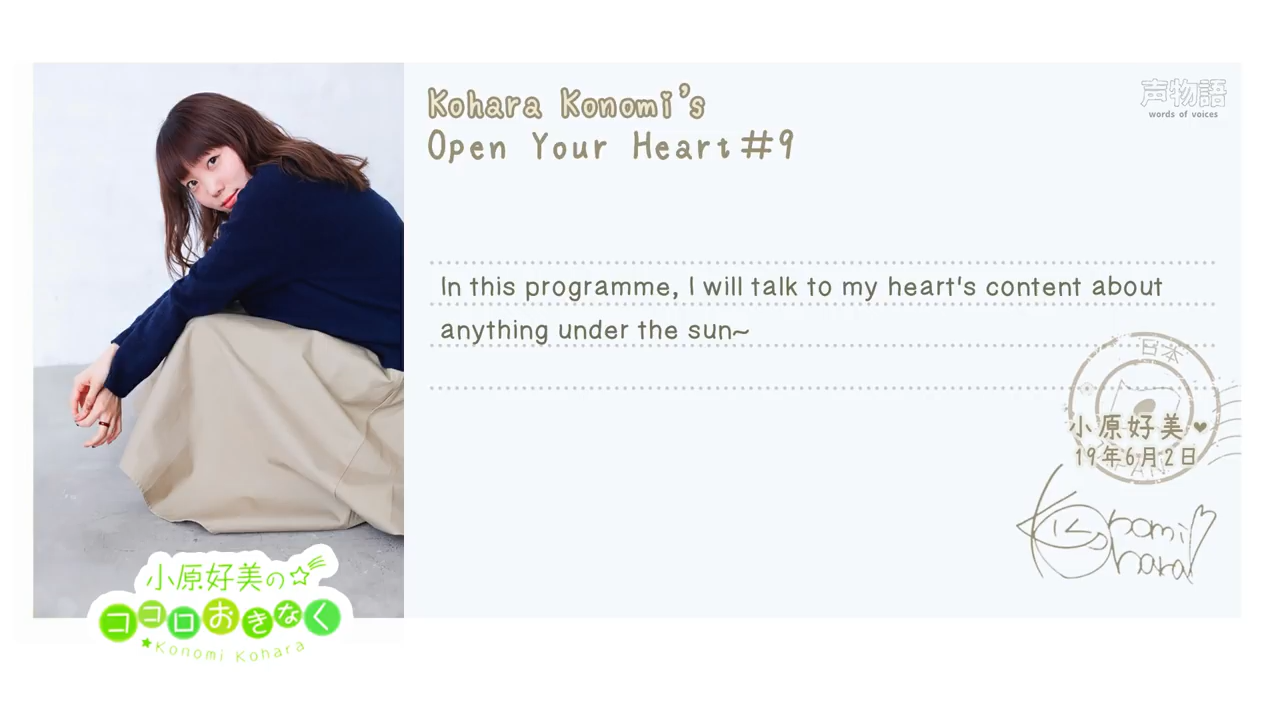 Kohara Konomi's
Open Your Heart #9
声物語
words of voices
In this programme, I will talk to my heart's content about
anything under the sun~
日本
小原好美❤
19年6月2日
Konomi
Kohara
小原好美の☆
ココロおきなく
★Konomi Kohara